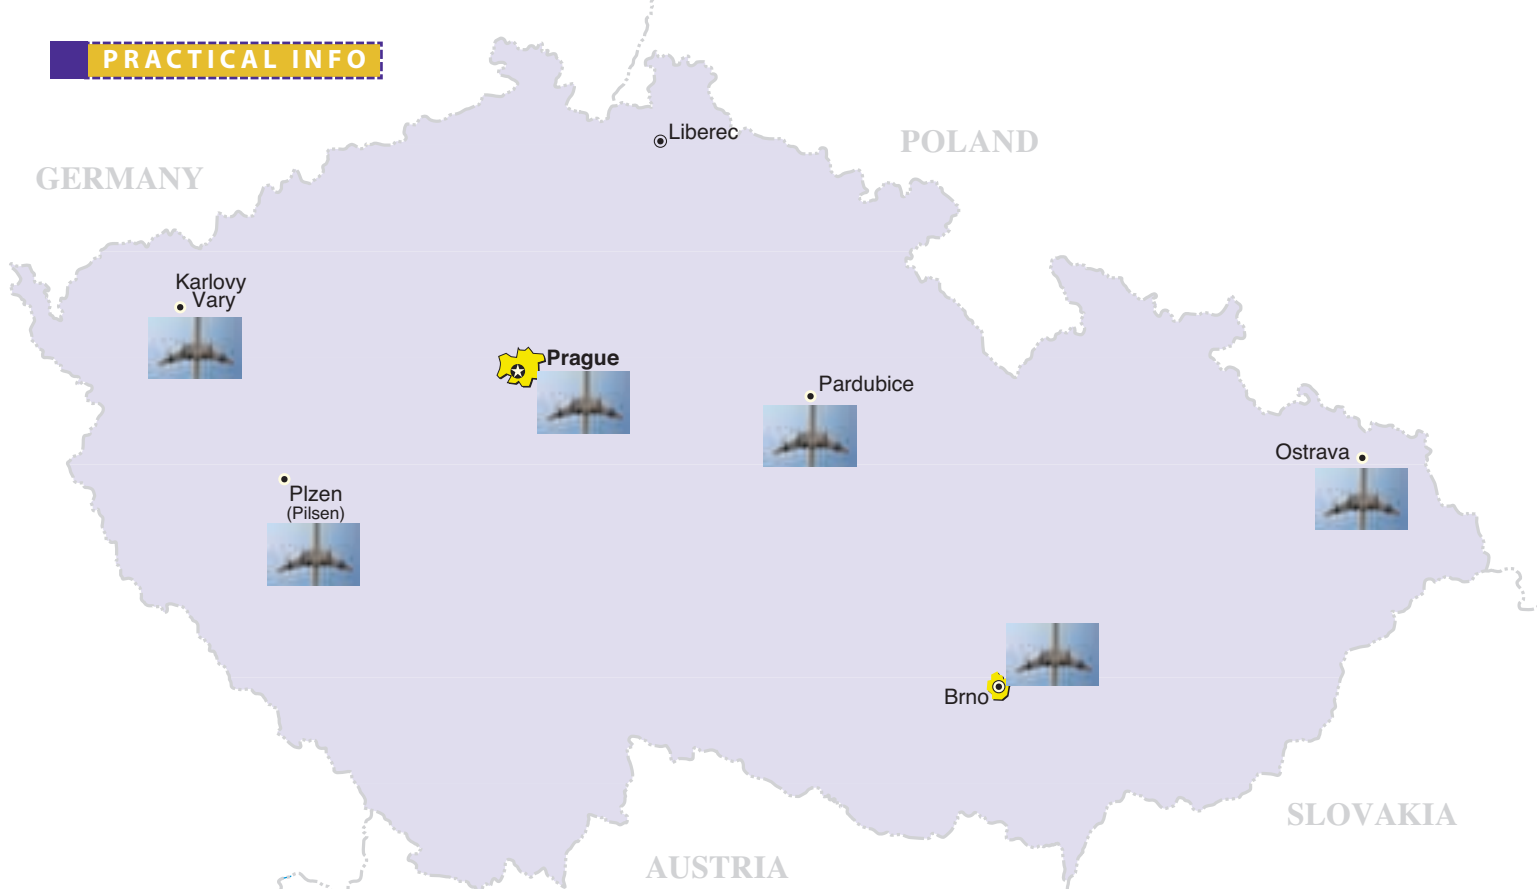 PRACTICAL INFO
Liberec
POLAND
GERMANY
Karlovy
Vary
Prague
Pardubice
Ostrava
Plzen
(Pilsen)
Brno
SLOVAKIA
AUSTRIA